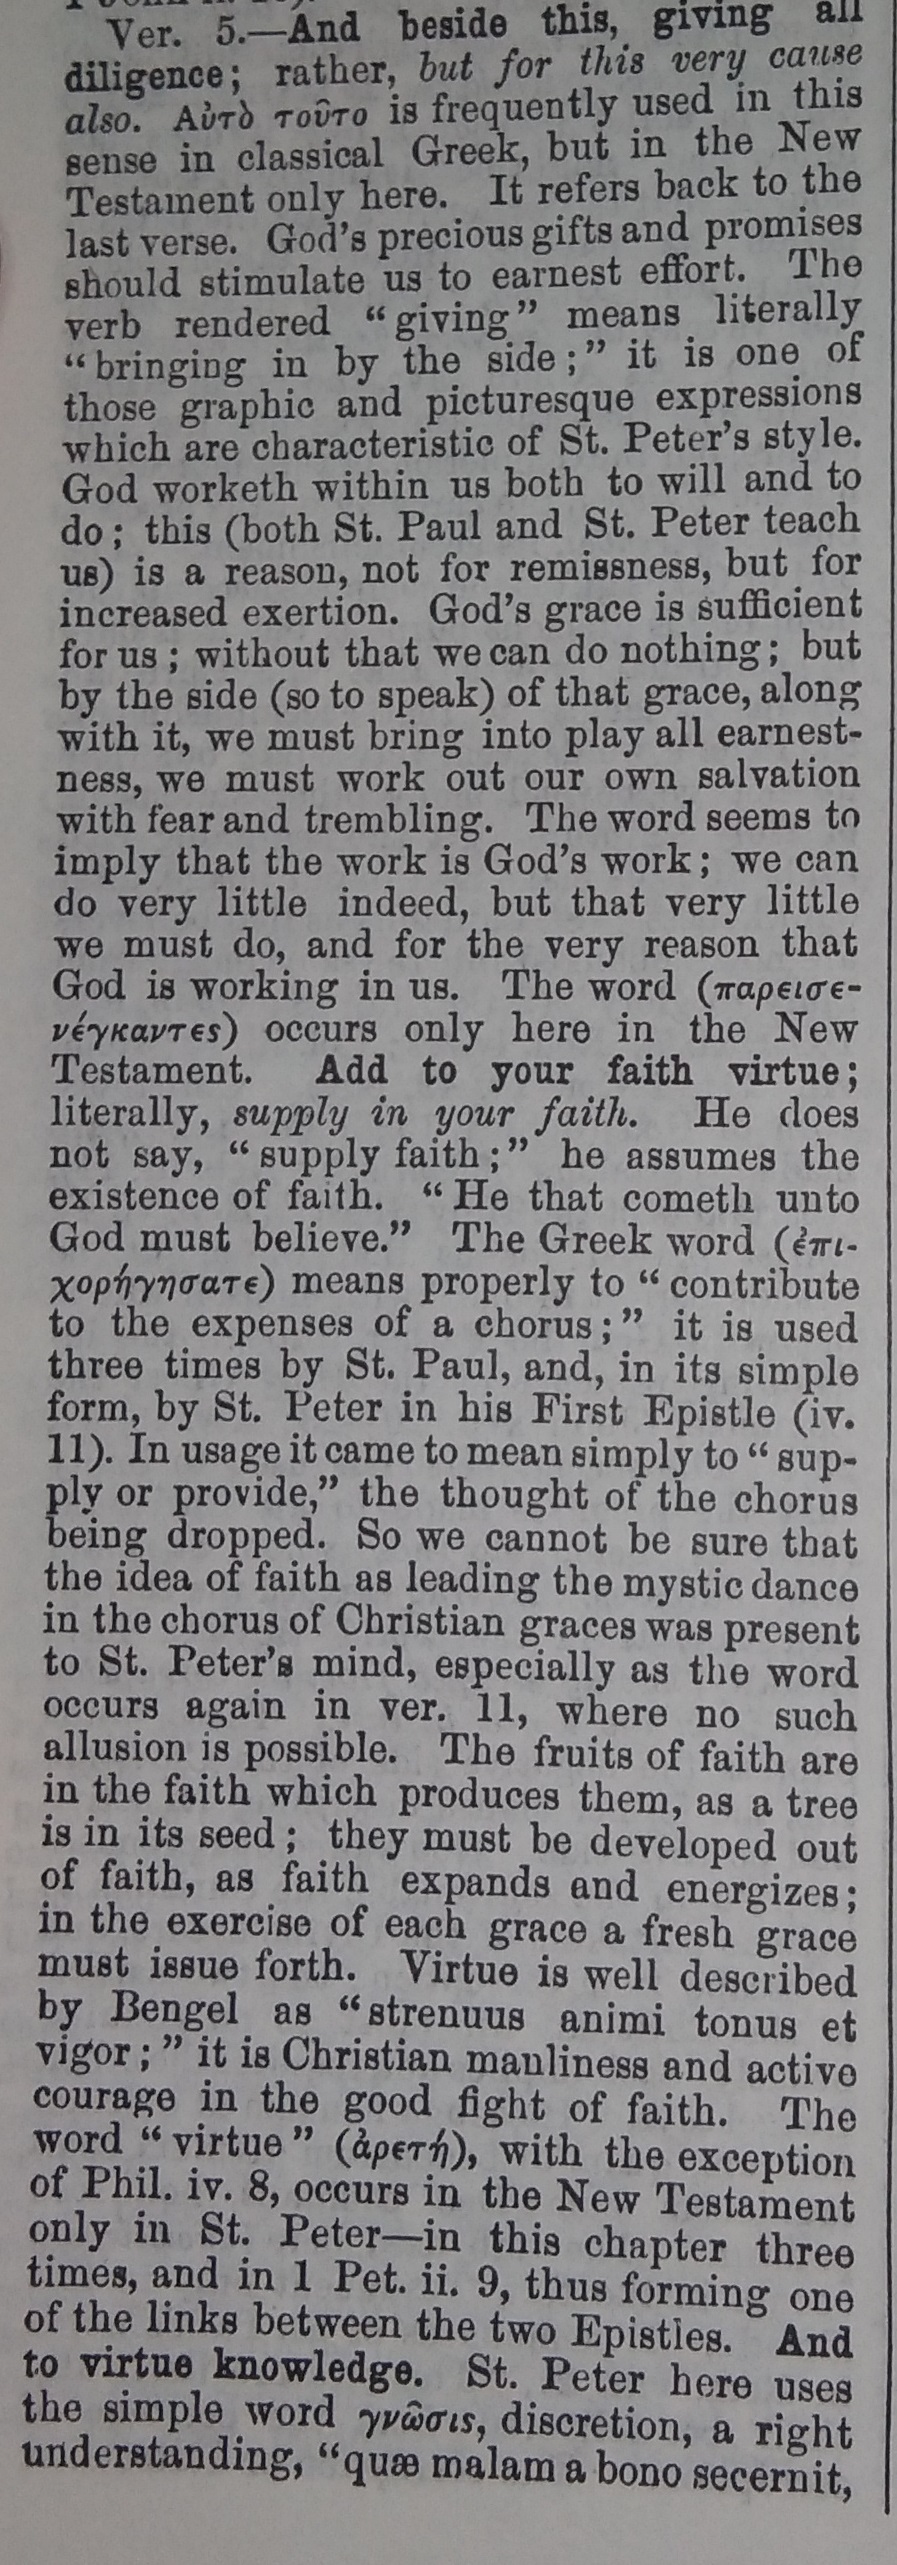 Ver. 5.—And beside this, giving all
diligence; rather, but for this very cause
also. Αὐτὸ τοῦτο is frequently used in this
sense in classical Greek, but in the New
Testament only here. It refers back to the
last verse. God's precious gifts and promises
should stimulate us to earnest effort. The
verb rendered “giving” means literally
“bringing in by the side;” it is one of
those graphic and picturesque expressions
which are characteristic of St. Peter's style.
God worketh within us both to will and to
do; this (both St. Paul and St. Peter teach
us) is a reason, not for remissness, but for
increased exertion. God's grace is sufficient
for us; without that we can do nothing; but
by the side (so to speak) of that grace, along
with it, we must bring into play all earnest-
ness, we must work out our own salvation
with fear and trembling. The word seems to
imply that the work is God's work; we can
do very little indeed, but that very little
we must do, and for the very reason that
God is working in us. The word (παρεισε-
νέγκαντες) occurs only here in the New
Testament. Add to your faith virtue;
literally, supply in your faith. He does
not say, “supply faith;” he assumes the
existence of faith. “He that cometh unto
God must believe.” The Greek word (ἐπι-
χορήγησατε) means properly to “contribute
to the expenses of a chorus;” it is used
three times by St. Paul, and, in its simple
form, by St. Peter in his First Epistle (iv.
11). In usage it came to mean simply to “sup-
ply or provide,” the thought of the chorus
being dropped. So we cannot be sure that
the idea of faith as leading the mystic dance
in the chorus of Christian graces was present
to St. Peter's mind, especially as the word
occurs again in ver. 11, where no such
allusion is possible. The fruits of faith are
in the faith which produces them, as a tree
is in its seed; they must be developed out
of faith, as faith expands and energizes;
in the exercise of each grace a fresh grace
must issue forth. Virtue is well described
by Bengel as “strenuus animi tonus et
vigor;” it is Christian manliness and active
courage in the good fight of faith. The
word “virtue” (ἀρετή), with the exception
of Phil. iv. 8, occurs in the New Testament
only in St. Peter—in this chapter three
times, and in 1 Pet. ii. 9, thus forming one
of the links between the two Epistles. And
to virtue knowledge. St. Peter here uses
the simple word γνῶσις, discretion, a right
understanding, “quæ malam a bono secernit,